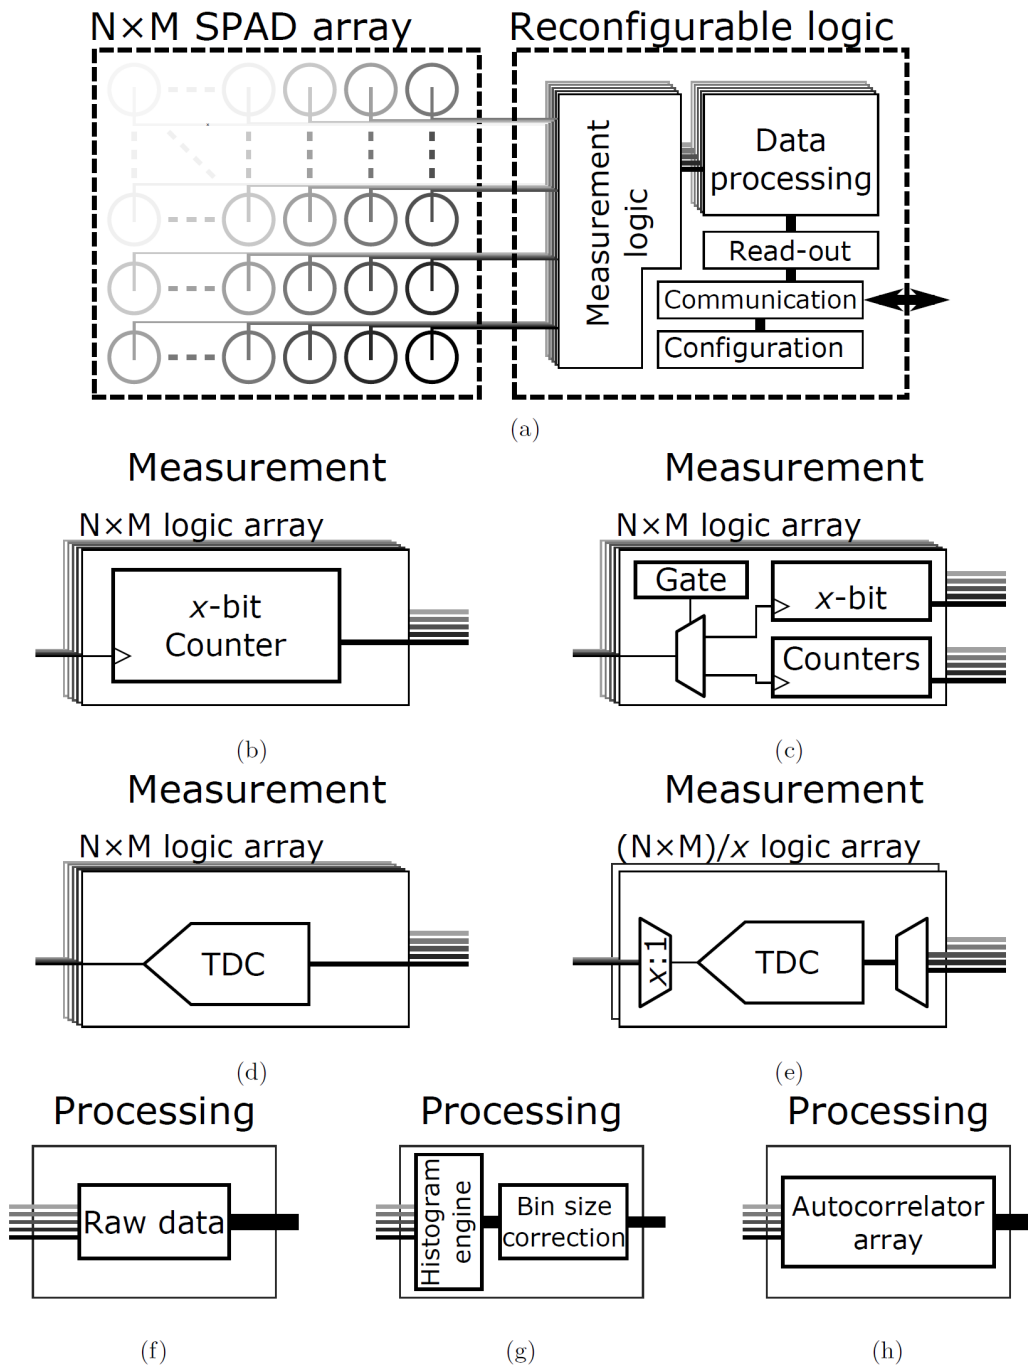 N×M SPAD array
Reconfigurable logic
Measurement
logic
Data
processing
Read-out
Communication
Configuration
(a)
Measurement
N×M logic array
x-bit
Counter
(b)
Measurement
N×M logic array
Gate
x-bit
Counters
(c)
Measurement
N×M logic array
TDC
(d)
Measurement
(N×M)/x logic array
x:1
TDC
(e)
Processing
Raw data
(f)
Processing
Histogram
engine
Bin size
correction
(g)
Processing
Autocorrelator
array
(h)